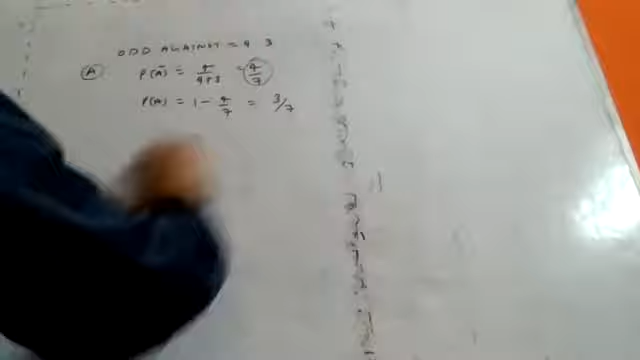 ODD AGAINST = 4 3
(A) P(Ā) = 4/4+3 = 4/7
P(A) = 1 - 4/7 = 3/7